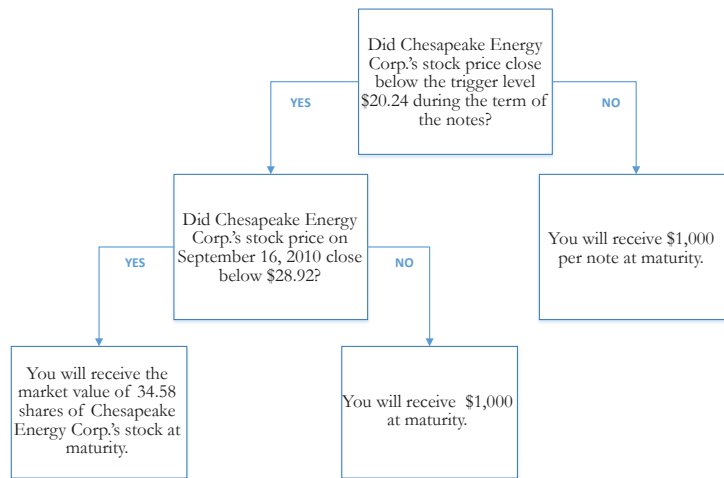 Did Chesapeake Energy
Corp.'s stock price close
below the trigger level
$20.24 during the term of
the notes?
YES
NO
Did Chesapeake Energy
Corp.'s stock price on
September 16, 2010 close
below $28.92?
You will receive $1,000
per note at maturity.
YES
NO
You will receive the
market value of 34.58
shares of Chesapeake
Energy Corp.'s stock at
maturity.
You will receive $1,000
at maturity.